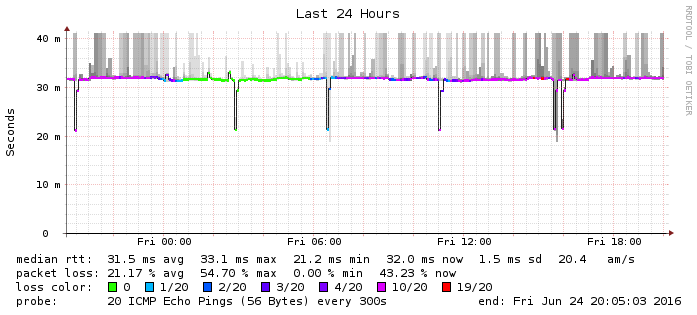 Last 24 Hours
RRDTOOL / TOBI OETIKER
Seconds
40 m
30 m
20 m
10 m
0
Fri 00:00 Fri 06:00 Fri 12:00 Fri 18:00
median rtt: 31.5 ms avg 33.1 ms max 21.2 ms min 32.0 ms now 1.5 ms sd 20.4 am/s
packet loss: 21.17 % avg 54.70 % max 0.00 % min 43.23 % now
loss color: 0 1/20 2/20 3/20 4/20 10/20 19/20
probe: 20 ICMP Echo Pings (56 Bytes) every 300s end: Fri Jun 24 20:05:03 2016